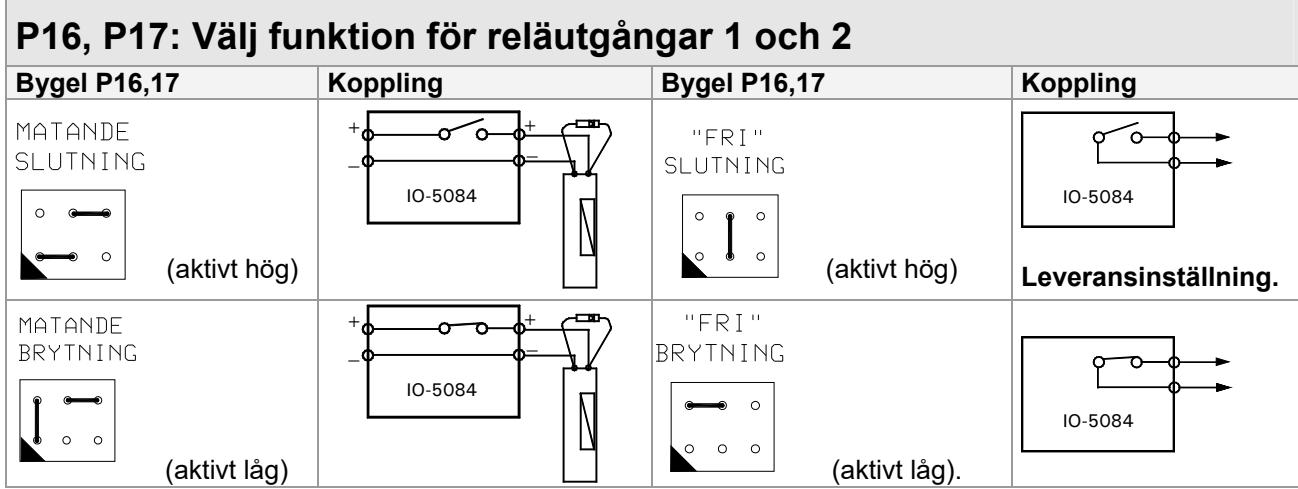 P16, P17: Välj funktion för reläutgångar 1 och 2
Bygel P16,17
Koppling
Bygel P16,17
Koppling
MATANDE
SLUTNING
(aktivt hög)
+
+
–
–
IO-5084
"FRI"
SLUTNING
(aktivt hög)
IO-5084
Leveransinställning.
MATANDE
BRYTNING
(aktivt låg)
+
+
–
–
IO-5084
"FRI"
BRYTNING
(aktivt låg).
IO-5084